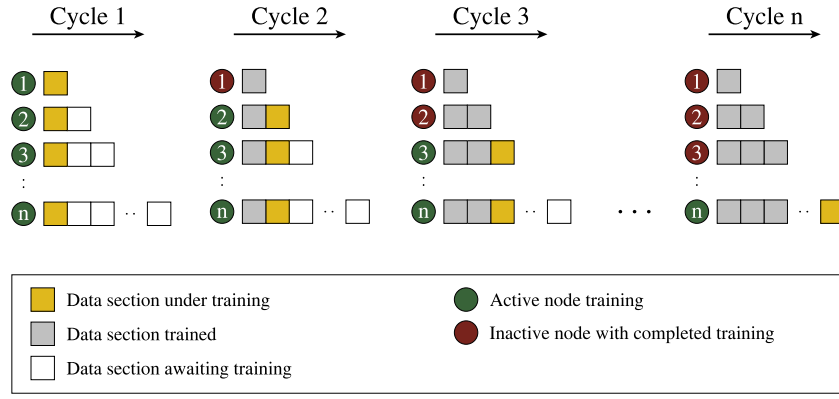 Cycle 1 Cycle 2 Cycle 3 Cycle n
1 1 1 1
2 2 2 2
3 3 3 3
n n n n
Data section under training
Data section trained
Data section awaiting training
Active node training
Inactive node with completed training